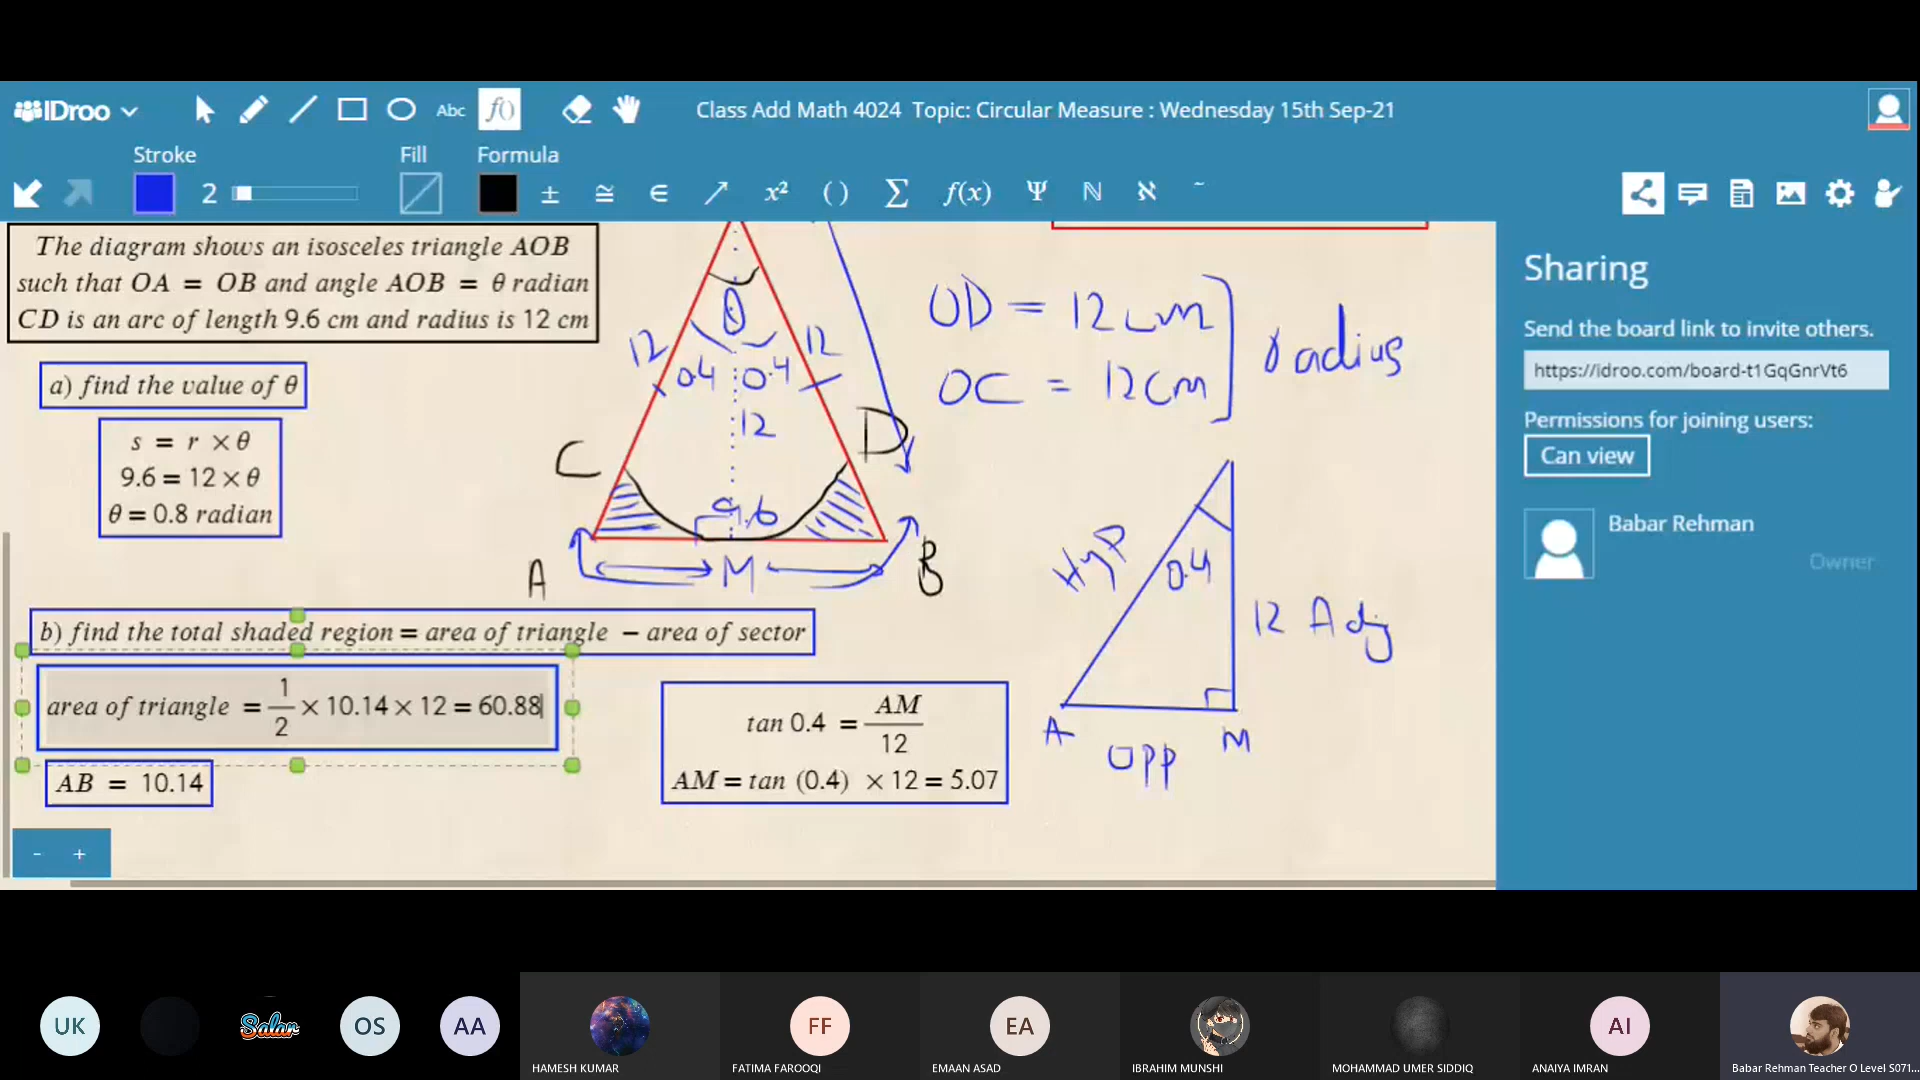 IDroo
Abc
f()
Class Add Math 4024 Topic: Circular Measure : Wednesday 15th Sep-21
Stroke
Fill
Formula
2
± ≅ ∈ x² ( ) ∑ f(x) Ψ ℕ ℵ
The diagram shows an isosceles triangle AOB
such that OA = OB and angle AOB = θ radian
CD is an arc of length 9.6 cm and radius is 12 cm
a) find the value of θ
s = r × θ
9.6 = 12 × θ
θ = 0.8 radian
θ
12
12
0.4
0.4
12
C
D
9.6
A
M
B
OD = 12cm
OC = 12cm
radius
Hyp
0.4
12 Adj
A
M
Opp
b) find the total shaded region = area of triangle − area of sector
area of triangle = 1/2 × 10.14 × 12 = 60.88
AB = 10.14
tan 0.4 = AM/12
AM = tan (0.4) × 12 = 5.07
- +
Sharing
Send the board link to invite others.
https://idroo.com/board-t1GqGnrVt6
Permissions for joining users:
Can view
Babar Rehman
Owner
UK
Salar
OS
AA
FF
EA
AI
HAMESH KUMAR
FATIMA FAROOQI
EMAAN ASAD
IBRAHIM MUNSHI
MOHAMMAD UMER SIDDIQ
ANAIYA IMRAN
Babar Rehman Teacher O Level S071...